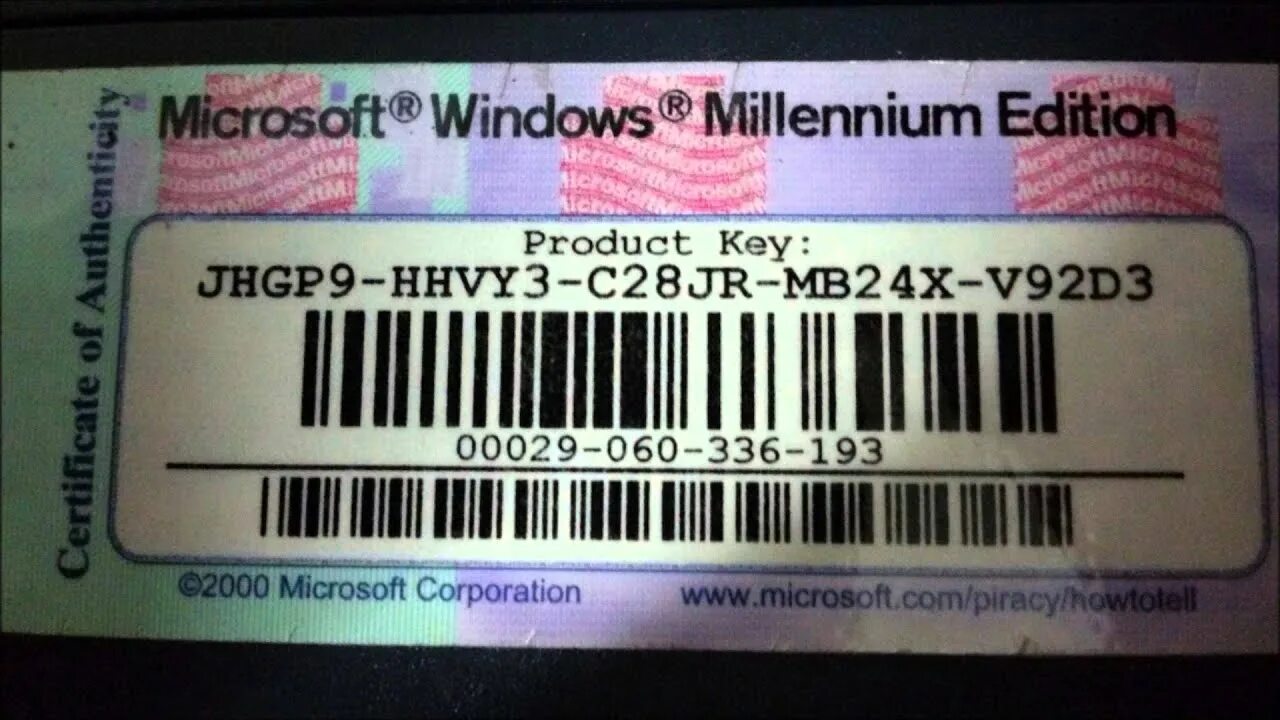 Certificate of Authenticity
Microsoft® Windows® Millennium Edition
Product Key:
JHGP9-HHVY3-C28JR-MB24X-V92D3
00029-060-336-193
©2000 Microsoft Corporation
www.microsoft.com/piracy/howtotell